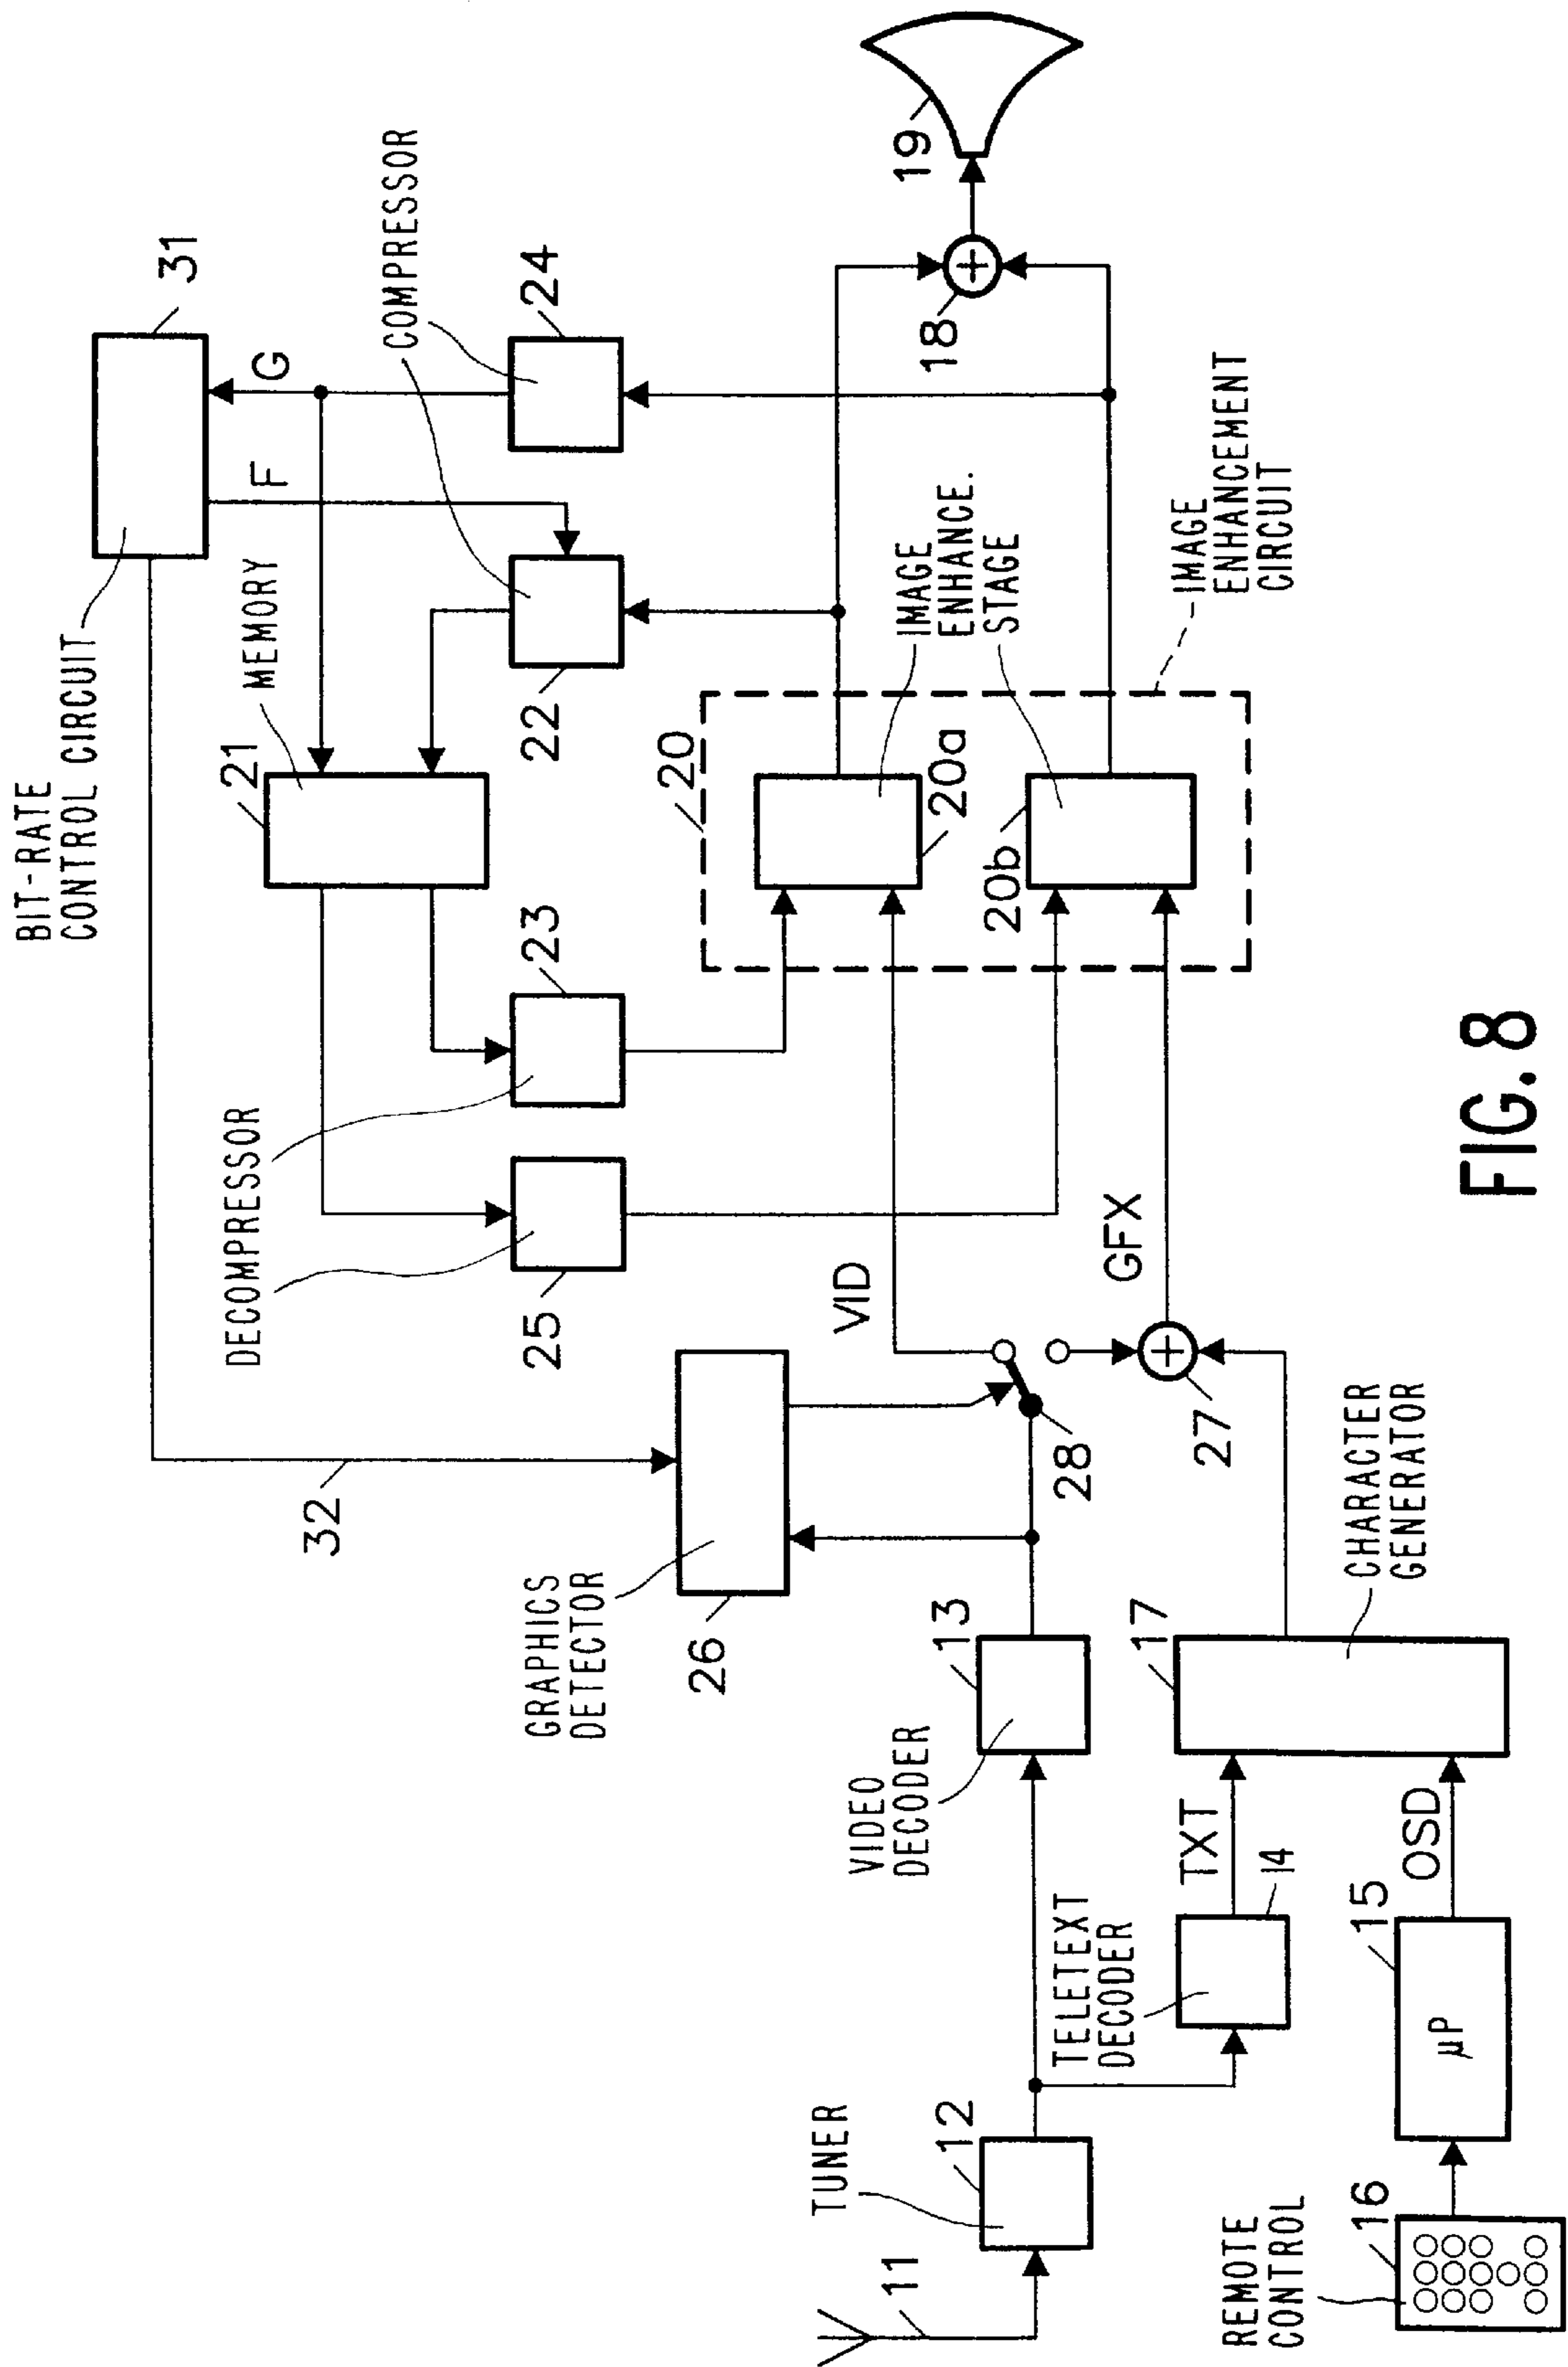 BIT-RATE
CONTROL CIRCUIT
31
G
F
MEMORY
21
COMPRESSOR
24
22
DECOMPRESSOR
23
25
32
GRAPHICS
DETECTOR
26
20
IMAGE
ENHANCE.
STAGE
20a
20b
IMAGE
ENHANCEMENT
CIRCUIT
18
19
VID
GFX
28
27
VIDEO
DECODER
13
17
CHARACTER
GENERATOR
TUNER
12
11
TELETEXT
DECODER
TXT
14
OSD
15
µP
REMOTE
CONTROL
16
FIG. 8